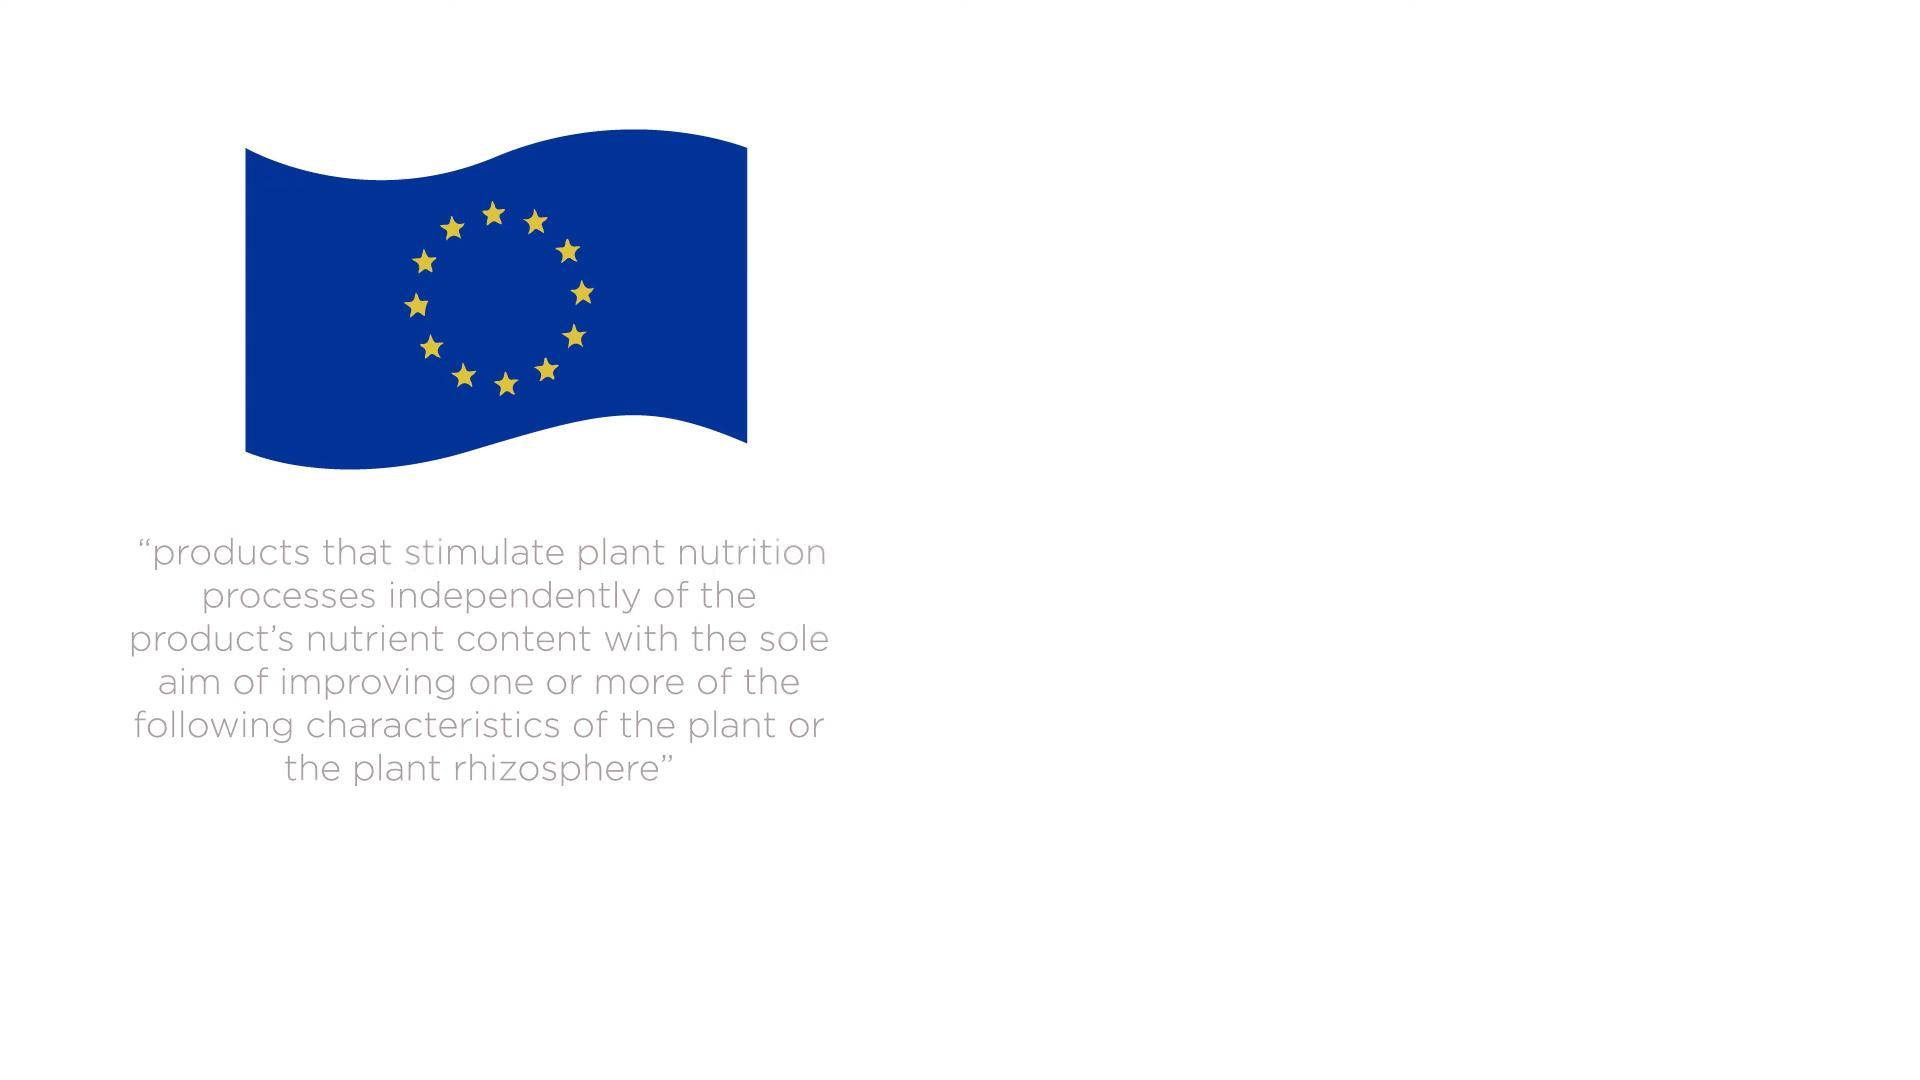 “products that stimulate plant nutrition
processes independently of the
product’s nutrient content with the sole
aim of improving one or more of the
following characteristics of the plant or
the plant rhizosphere”